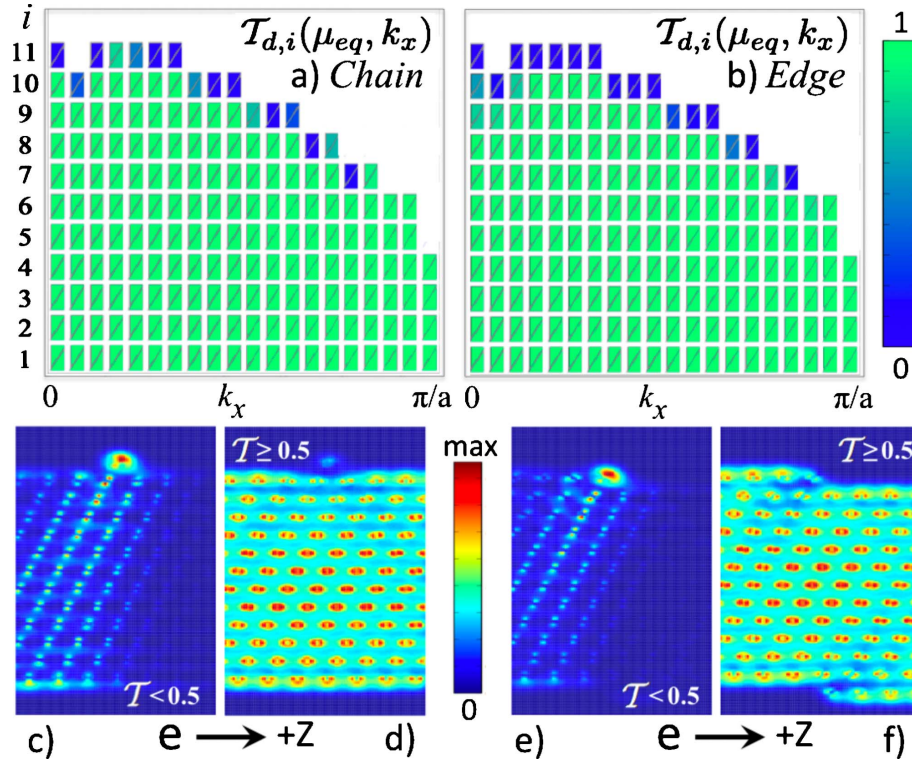 i
𝒯d,i(μeq, kx)
a) Chain
11
10
9
8
7
6
5
4
3
2
1
0
kx
π/a
𝒯d,i(μeq, kx)
b) Edge
0
kx
π/a
1
0
c)
𝒯 < 0.5
𝒯 ≥ 0.5
d)
e → +Z
max
0
e)
𝒯 < 0.5
𝒯 ≥ 0.5
f)
e → +Z